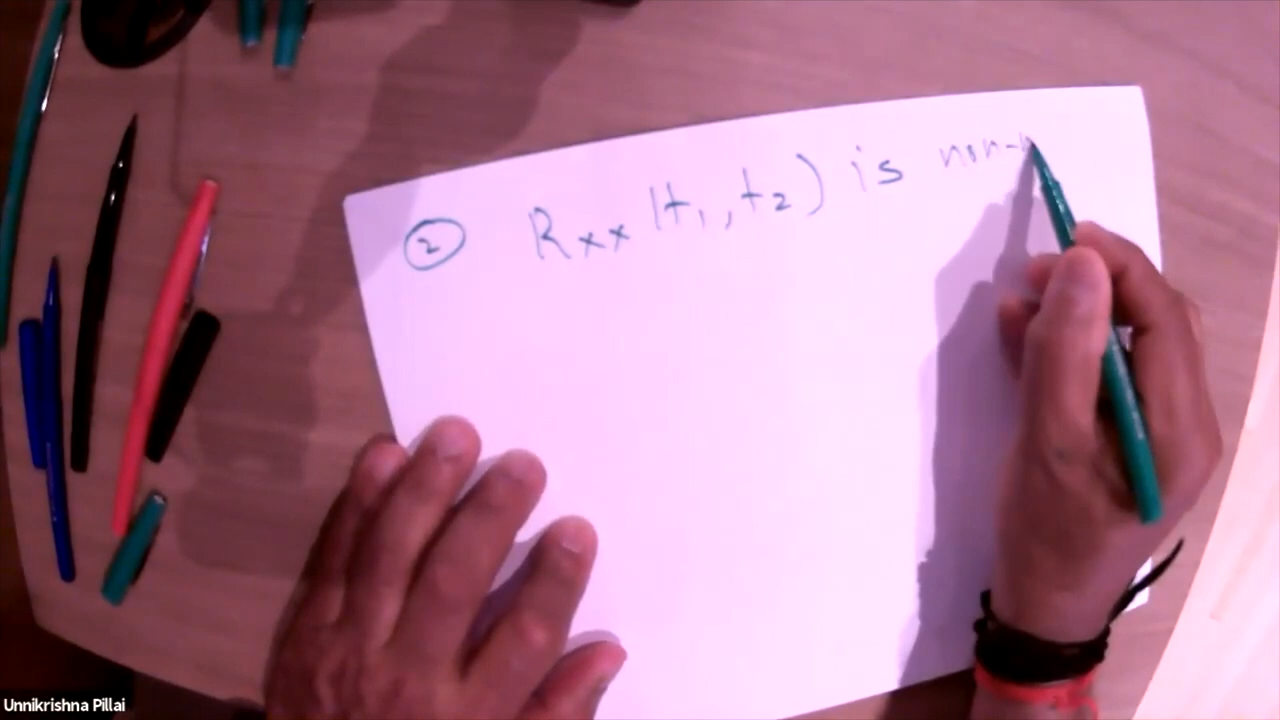 ② Rxx (t1, t2) is non-n
Unnikrishna Pillai